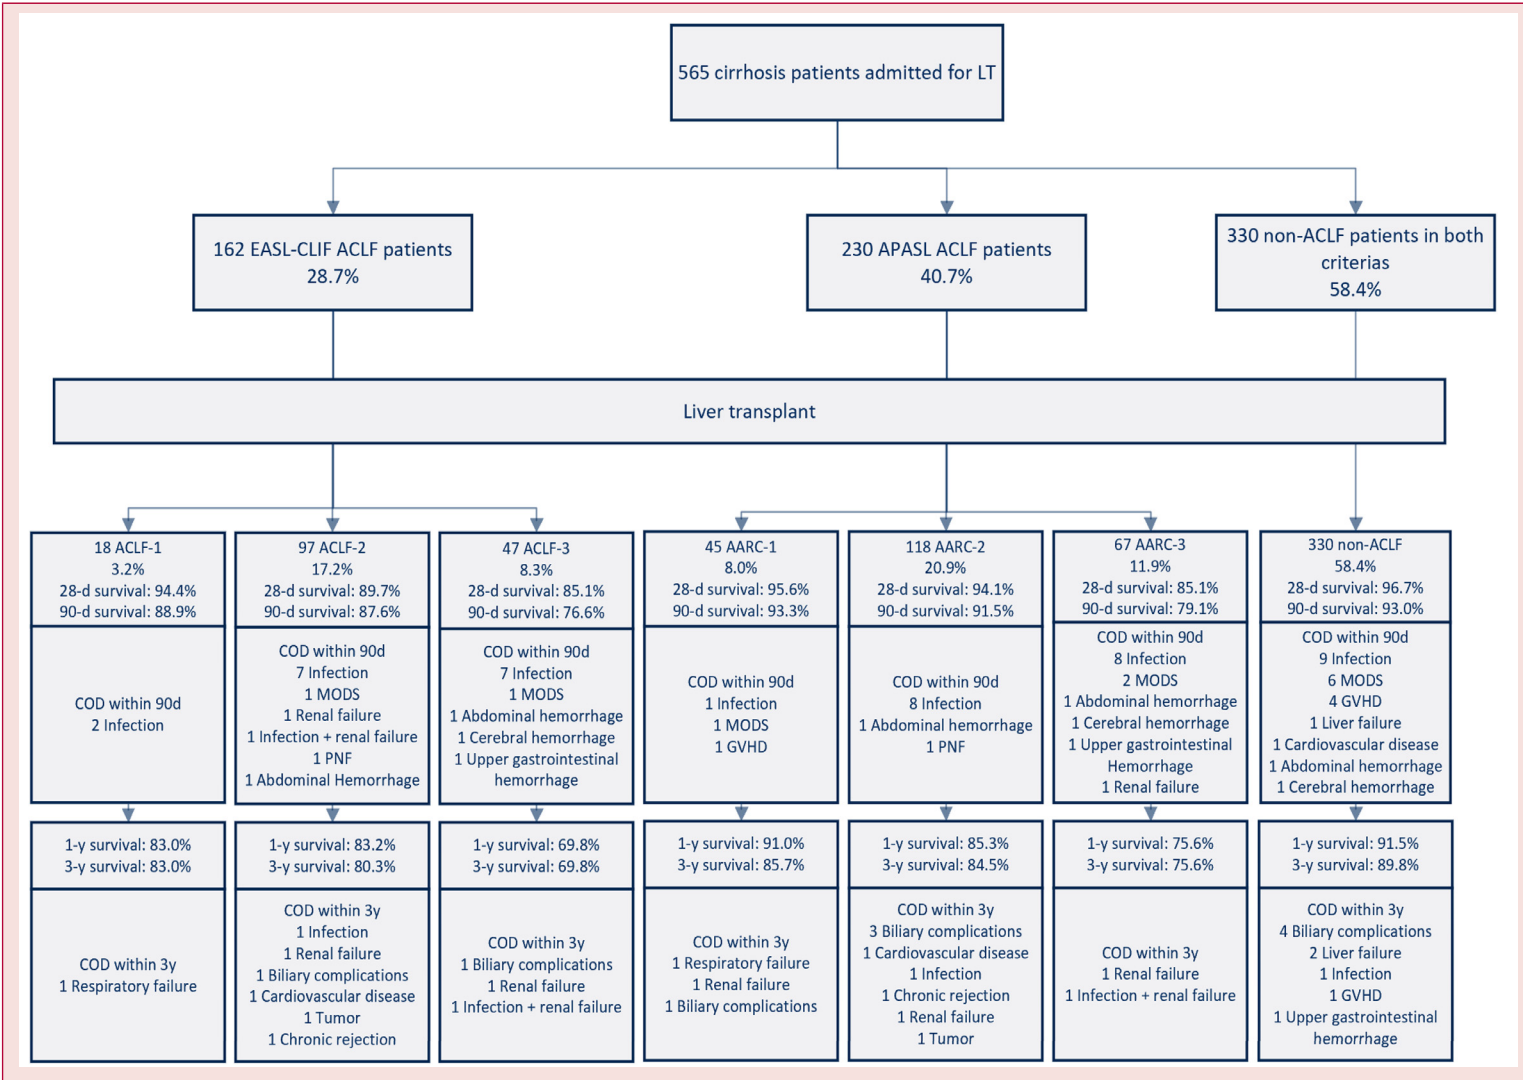 565 cirrhosis patients admitted for LT
162 EASL-CLIF ACLF patients
28.7%
230 APASL ACLF patients
40.7%
330 non-ACLF patients in both
criterias
58.4%
Liver transplant
18 ACLF-1
3.2%
28-d survival: 94.4%
90-d survival: 88.9%
COD within 90d
2 Infection
1-y survival: 83.0%
3-y survival: 83.0%
COD within 3y
1 Respiratory failure
97 ACLF-2
17.2%
28-d survival: 89.7%
90-d survival: 87.6%
COD within 90d
7 Infection
1 MODS
1 Renal failure
1 Infection + renal failure
1 PNF
1 Abdominal Hemorrhage
1-y survival: 83.2%
3-y survival: 80.3%
COD within 3y
1 Infection
1 Renal failure
1 Biliary complications
1 Cardiovascular disease
1 Tumor
1 Chronic rejection
47 ACLF-3
8.3%
28-d survival: 85.1%
90-d survival: 76.6%
COD within 90d
7 Infection
1 MODS
1 Abdominal hemorrhage
1 Cerebral hemorrhage
1 Upper gastrointestinal
hemorrhage
1-y survival: 69.8%
3-y survival: 69.8%
COD within 3y
1 Biliary complications
1 Renal failure
1 Infection + renal failure
45 AARC-1
8.0%
28-d survival: 95.6%
90-d survival: 93.3%
COD within 90d
1 Infection
1 MODS
1 GVHD
1-y survival: 91.0%
3-y survival: 85.7%
COD within 3y
1 Respiratory failure
1 Renal failure
1 Biliary complications
118 AARC-2
20.9%
28-d survival: 94.1%
90-d survival: 91.5%
COD within 90d
8 Infection
1 Abdominal hemorrhage
1 PNF
1-y survival: 85.3%
3-y survival: 84.5%
COD within 3y
3 Biliary complications
1 Cardiovascular disease
1 Infection
1 Chronic rejection
1 Renal failure
1 Tumor
67 AARC-3
11.9%
28-d survival: 85.1%
90-d survival: 79.1%
COD within 90d
8 Infection
2 MODS
1 Abdominal hemorrhage
1 Cerebral hemorrhage
1 Upper gastrointestinal
Hemorrhage
1 Renal failure
1-y survival: 75.6%
3-y survival: 75.6%
COD within 3y
1 Renal failure
1 Infection + renal failure
330 non-ACLF
58.4%
28-d survival: 96.7%
90-d survival: 93.0%
COD within 90d
9 Infection
6 MODS
4 GVHD
1 Liver failure
1 Cardiovascular disease
1 Abdominal hemorrhage
1 Cerebral hemorrhage
1-y survival: 91.5%
3-y survival: 89.8%
COD within 3y
4 Biliary complications
2 Liver failure
1 Infection
1 GVHD
1 Upper gastrointestinal
hemorrhage